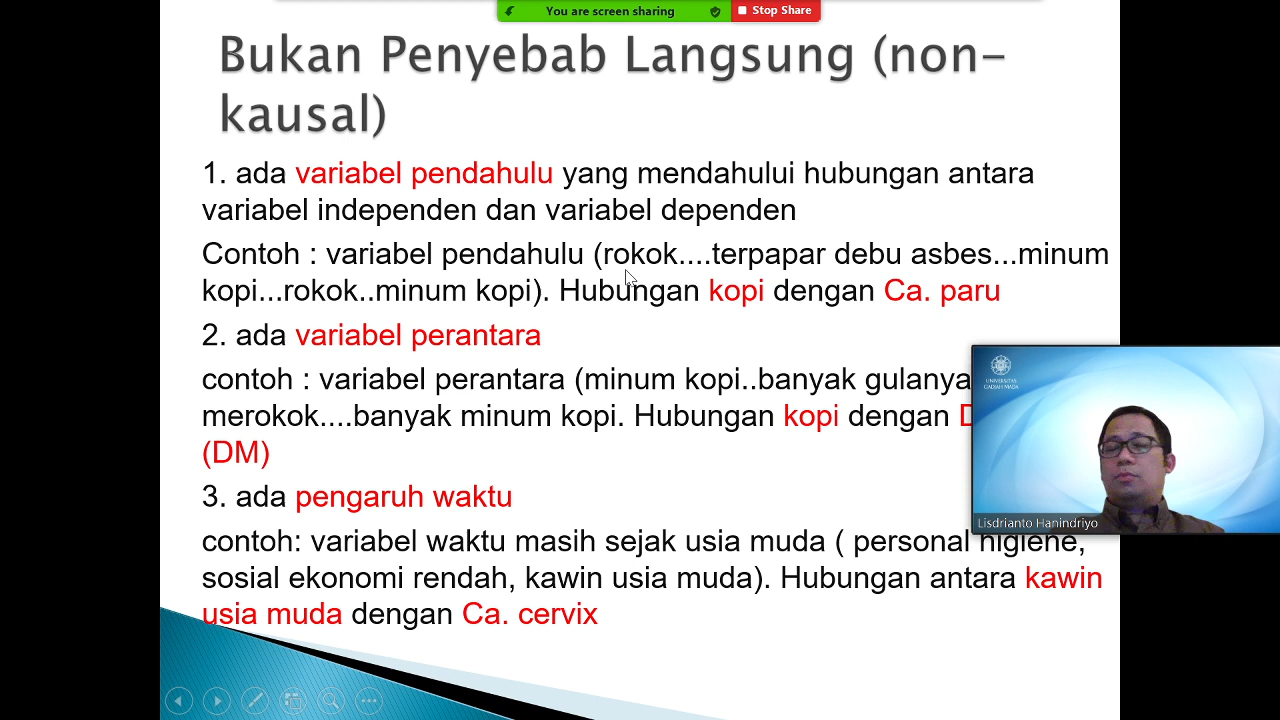 You are screen sharing
Stop Share
Bukan Penyebab Langsung (non-
kausal)
1. ada variabel pendahulu yang mendahului hubungan antara
variabel independen dan variabel dependen
Contoh : variabel pendahulu (rokok....terpapar debu asbes...minum
kopi...rokok..minum kopi). Hubungan kopi dengan Ca. paru
2. ada variabel perantara
contoh : variabel perantara (minum kopi..banyak gulanya
merokok....banyak minum kopi. Hubungan kopi dengan
(DM)
3. ada pengaruh waktu
contoh: variabel waktu masih sejak usia muda ( personal higiene,
sosial ekonomi rendah, kawin usia muda). Hubungan antara kawin
usia muda dengan Ca. cervix
UNIVERSITAS
GADJAH MADA
Lisdrianto Hanindriyo